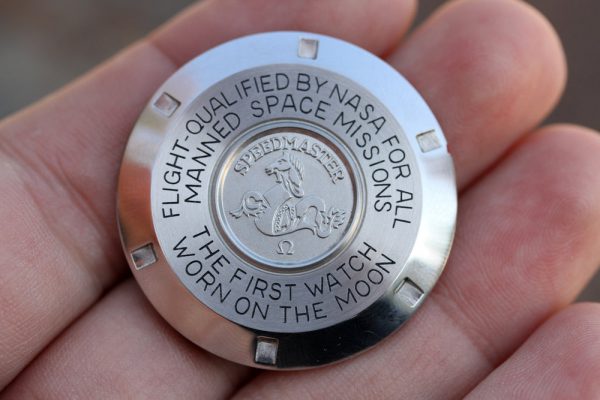 FLIGHT-QUALIFIED BY NASA FOR ALL
MANNED SPACE MISSIONS
SPEEDMASTER
Ω
THE FIRST WATCH
WORN ON THE MOON